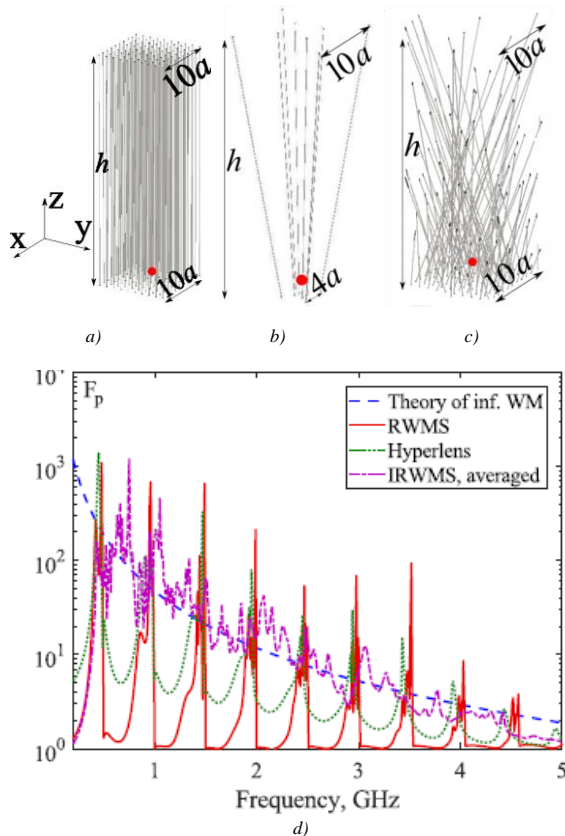 10a
h
z
y
x
10a
a)
10a
h
4a
b)
10a
h
10a
c)
F_p
Theory of inf. WM
RWMS
Hyperlens
IRWMS, averaged
10^3
10^2
10^1
10^0
1 2 3 4 5
Frequency, GHz
d)